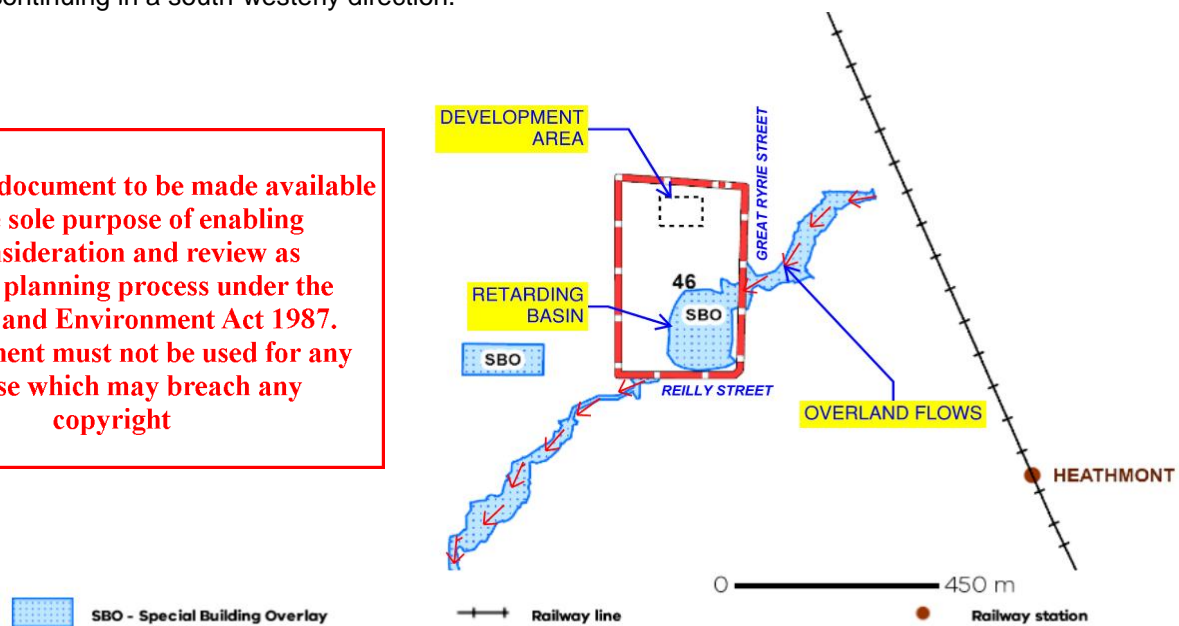 continuing in a south-westerly direction.
document to be made available
sole purpose of enabling
consideration and review as
planning process under the
and Environment Act 1987.
must not be used for any
which may breach any
copyright
DEVELOPMENT
AREA
GREAT RYRIE STREET
46
RETARDING
BASIN
SBO
SBO
REILLY STREET
OVERLAND FLOWS
HEATHMONT
0 450 m
SBO - Special Building Overlay
Railway line
Railway station